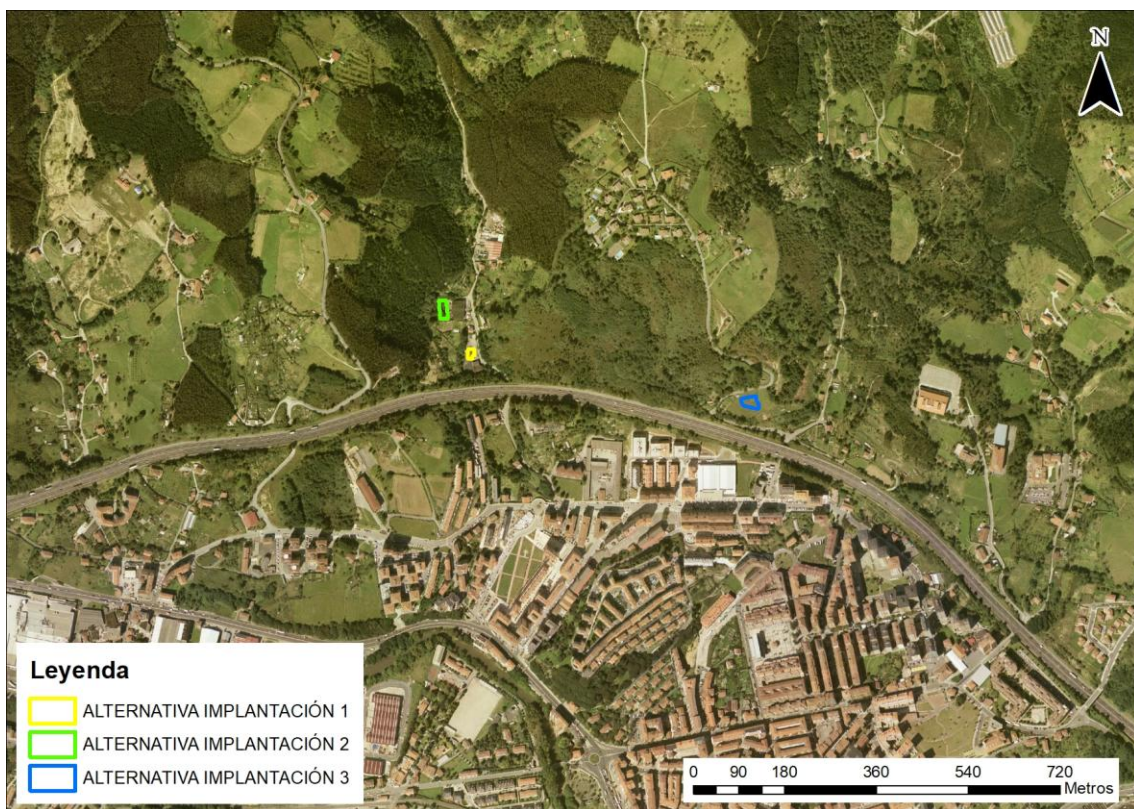 N
Leyenda
ALTERNATIVA IMPLANTACIÓN 1
ALTERNATIVA IMPLANTACIÓN 2
ALTERNATIVA IMPLANTACIÓN 3
0 90 180 360 540 720
Metros